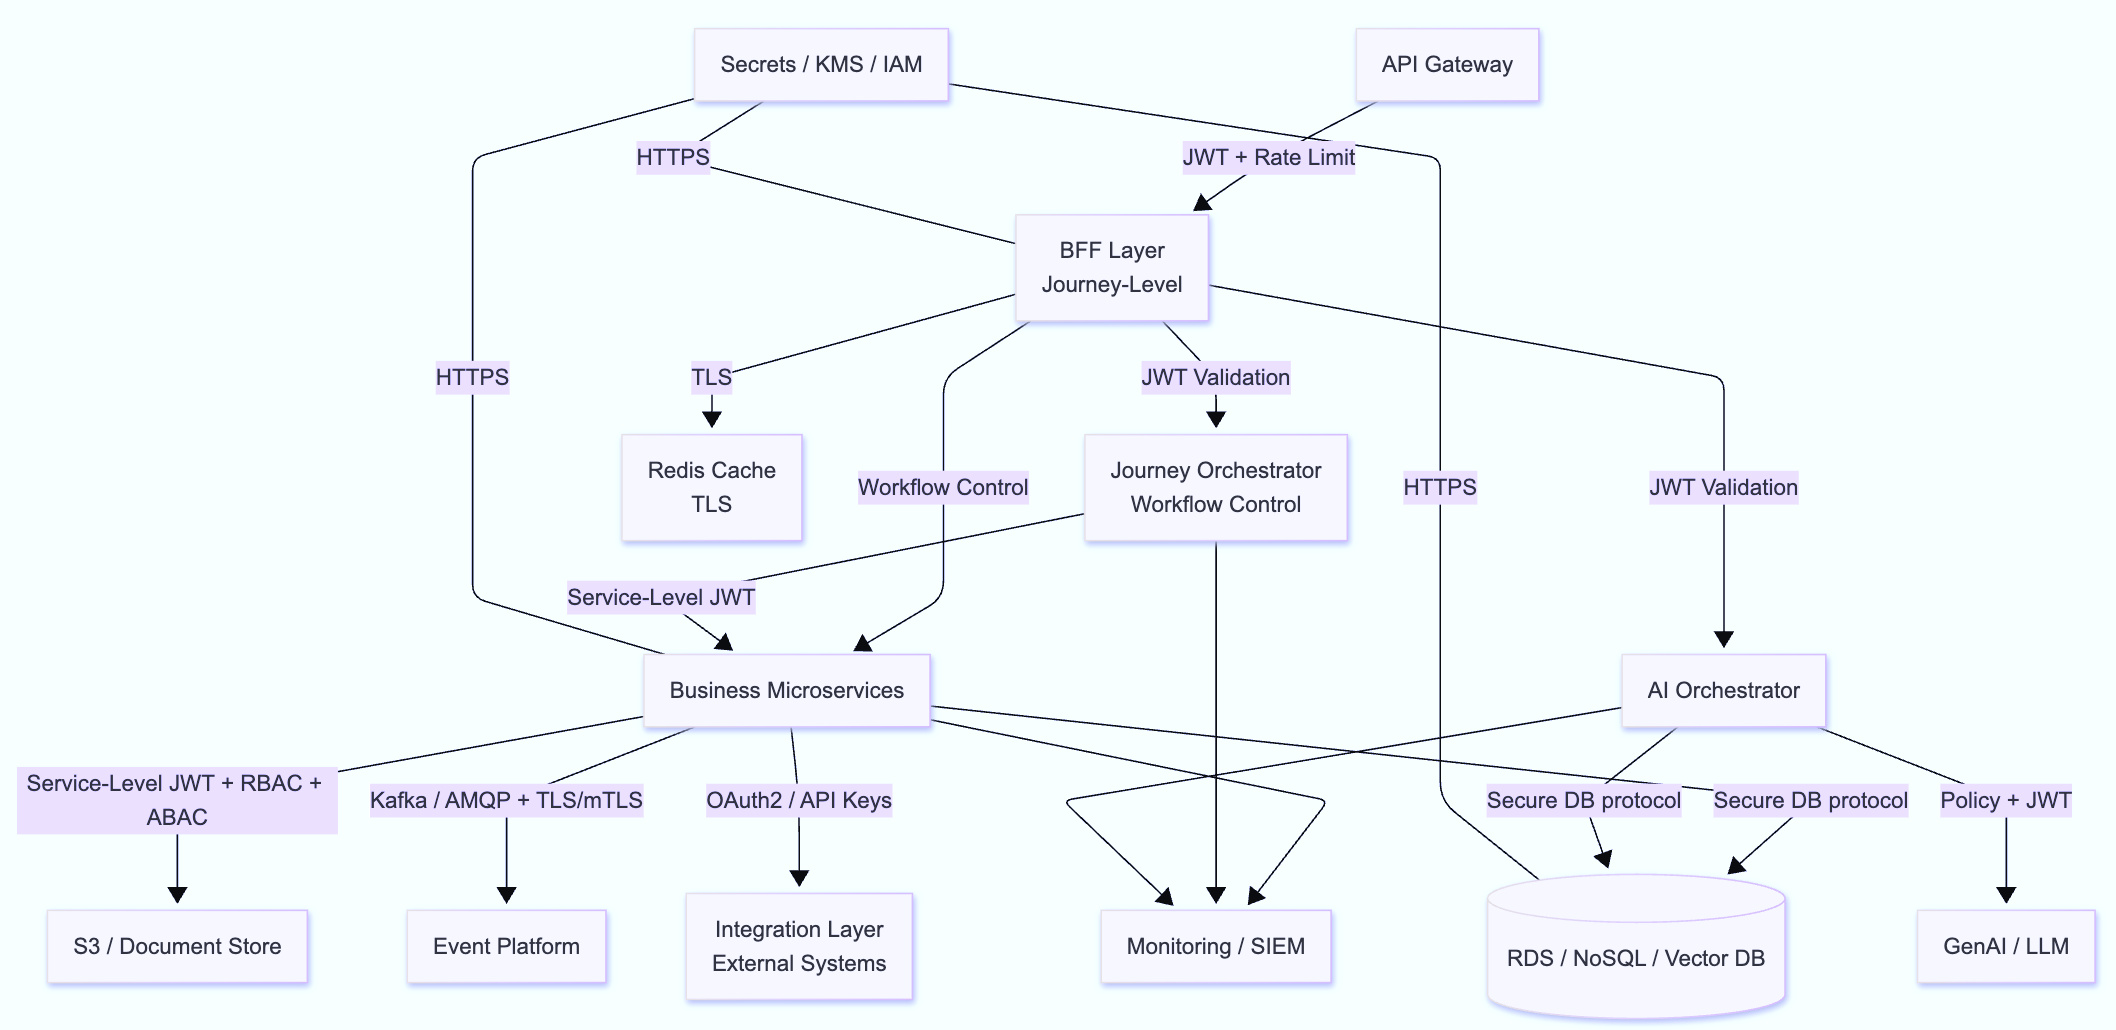 Secrets / KMS / IAM
API Gateway
HTTPS
JWT + Rate Limit
BFF Layer
Journey-Level
HTTPS
TLS
JWT Validation
Redis Cache
TLS
Workflow Control
Journey Orchestrator
Workflow Control
HTTPS
JWT Validation
Service-Level JWT
Business Microservices
AI Orchestrator
Service-Level JWT + RBAC +
ABAC
Kafka / AMQP + TLS/mTLS
OAuth2 / API Keys
Secure DB protocol
Secure DB protocol
Policy + JWT
S3 / Document Store
Event Platform
Integration Layer
External Systems
Monitoring / SIEM
RDS / NoSQL / Vector DB
GenAI / LLM